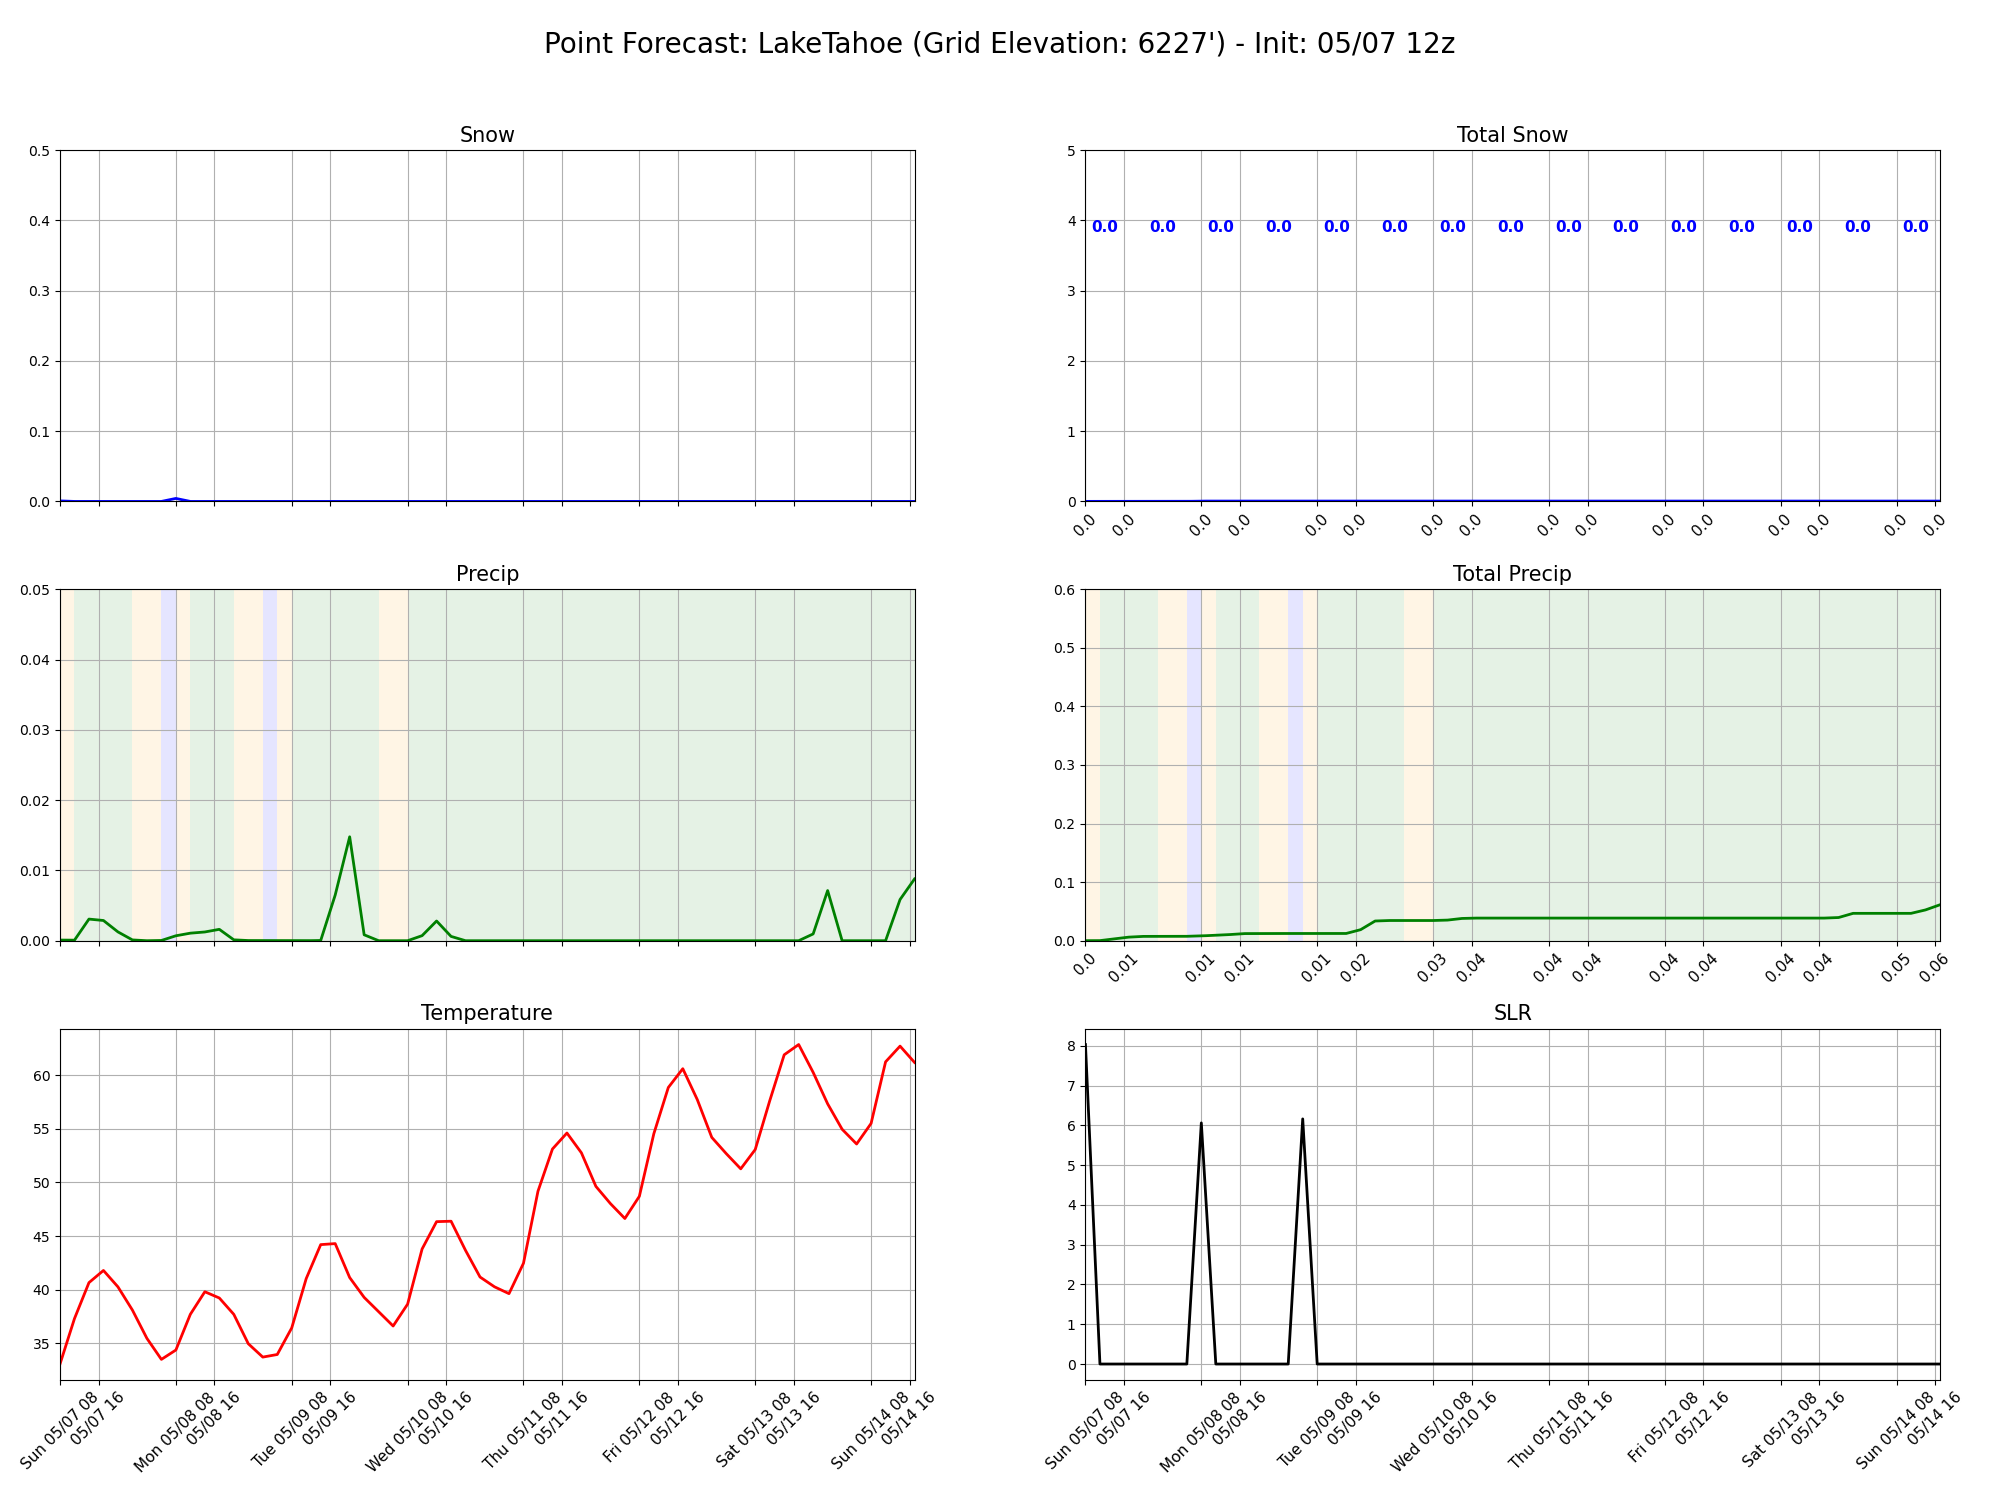 Point Forecast: LakeTahoe (Grid Elevation: 6227') - Init: 05/07 12z
Snow
0.5
0.4
0.3
0.2
0.1
0.0
Total Snow
5
4
3
2
1
0
0.0 0.0 0.0 0.0 0.0 0.0 0.0 0.0 0.0 0.0 0.0 0.0 0.0 0.0 0.0
0.0 0.0 0.0 0.0 0.0 0.0 0.0 0.0 0.0 0.0 0.0 0.0 0.0 0.0 0.0 0.0
Precip
0.05
0.04
0.03
0.02
0.01
0.00
Total Precip
0.6
0.5
0.4
0.3
0.2
0.1
0.0
0.0 0.01 0.01 0.01 0.01 0.02 0.03 0.04 0.04 0.04 0.04 0.04 0.04 0.04 0.05 0.06
Temperature
60
55
50
45
40
35
Sun 05/07 08
05/07 16
Mon 05/08 08
05/08 16
Tue 05/09 08
05/09 16
Wed 05/10 08
05/10 16
Thu 05/11 08
05/11 16
Fri 05/12 08
05/12 16
Sat 05/13 08
05/13 16
Sun 05/14 08
05/14 16
SLR
8
7
6
5
4
3
2
1
0
Sun 05/07 08
05/07 16
Mon 05/08 08
05/08 16
Tue 05/09 08
05/09 16
Wed 05/10 08
05/10 16
Thu 05/11 08
05/11 16
Fri 05/12 08
05/12 16
Sat 05/13 08
05/13 16
Sun 05/14 08
05/14 16